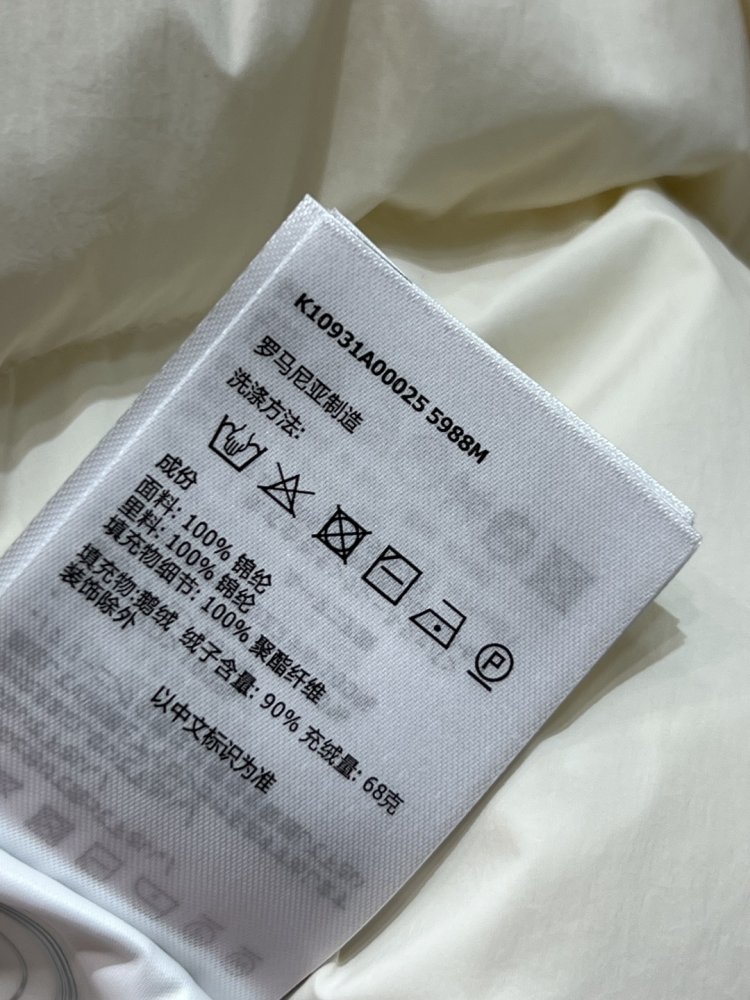 K10931A00025 5988M
罗马尼亚制造
洗涤方法:
P
成份
面料: 100% 锦纶
里料: 100% 锦纶
填充物细节: 100% 聚酯纤维
填充物:鹅绒 绒子含量: 90% 充绒量: 68克
装饰除外
以中文标识为准